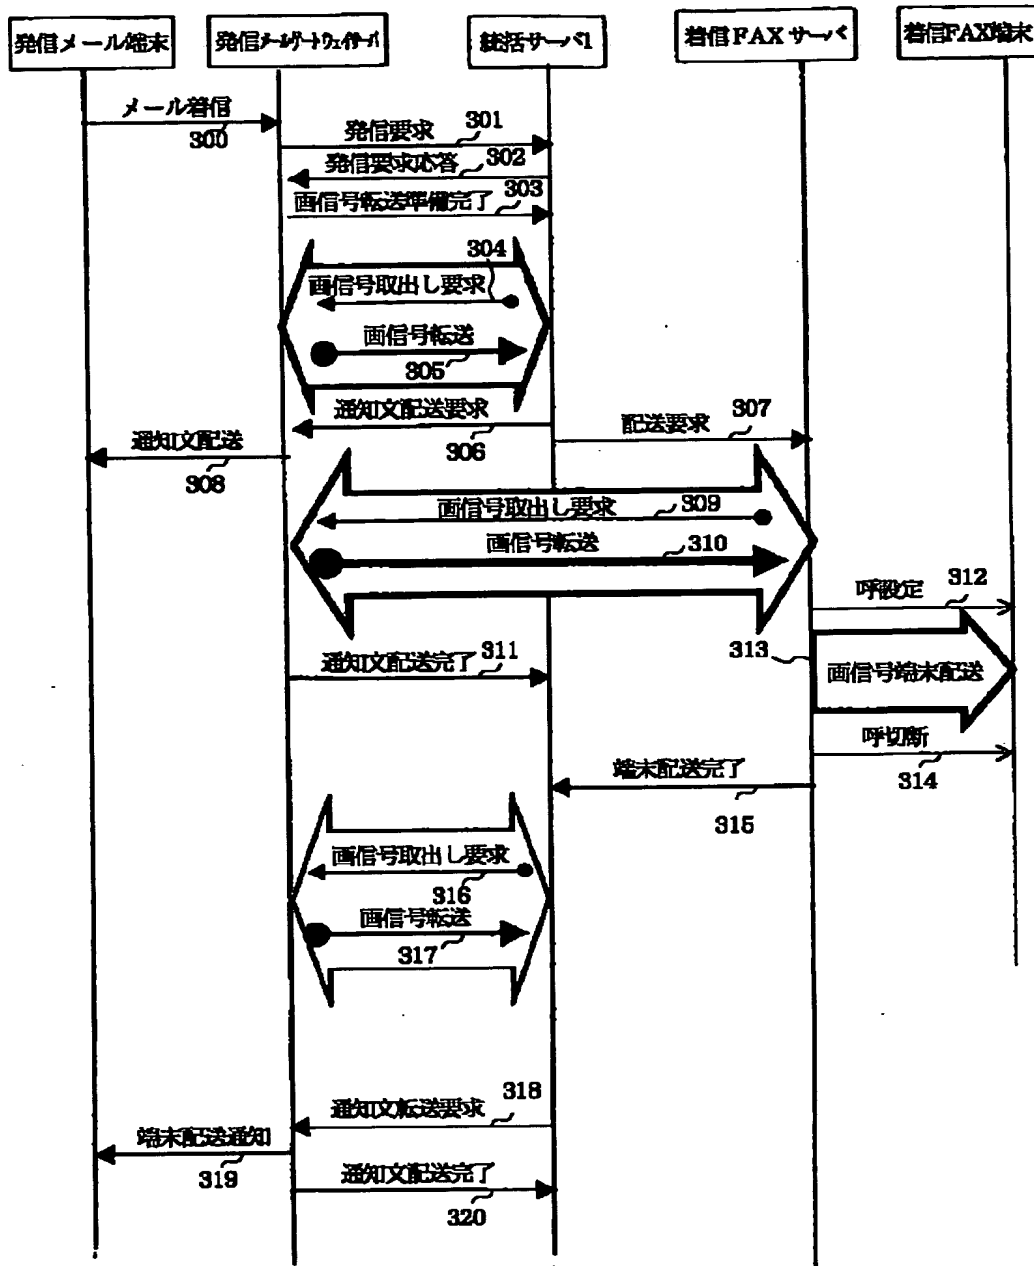 発信メール端末
発信メールゲートウェイサーバ
統括サーバ1
着信FAXサーバ
着信FAX端末
メール着信
300
発信要求
301
発信要求応答
302
画信号転送準備完了
303
304
画信号取出し要求
画信号転送
305
通知文配送要求
306
配送要求
307
通知文配送
308
画信号取出し要求
309
画信号転送
310
呼設定
312
通知文配送完了
311
313
画信号端末配送
呼切断
314
端末配送完了
315
画信号取出し要求
316
画信号転送
317
通知文転送要求
318
端末配送通知
319
通知文配送完了
320